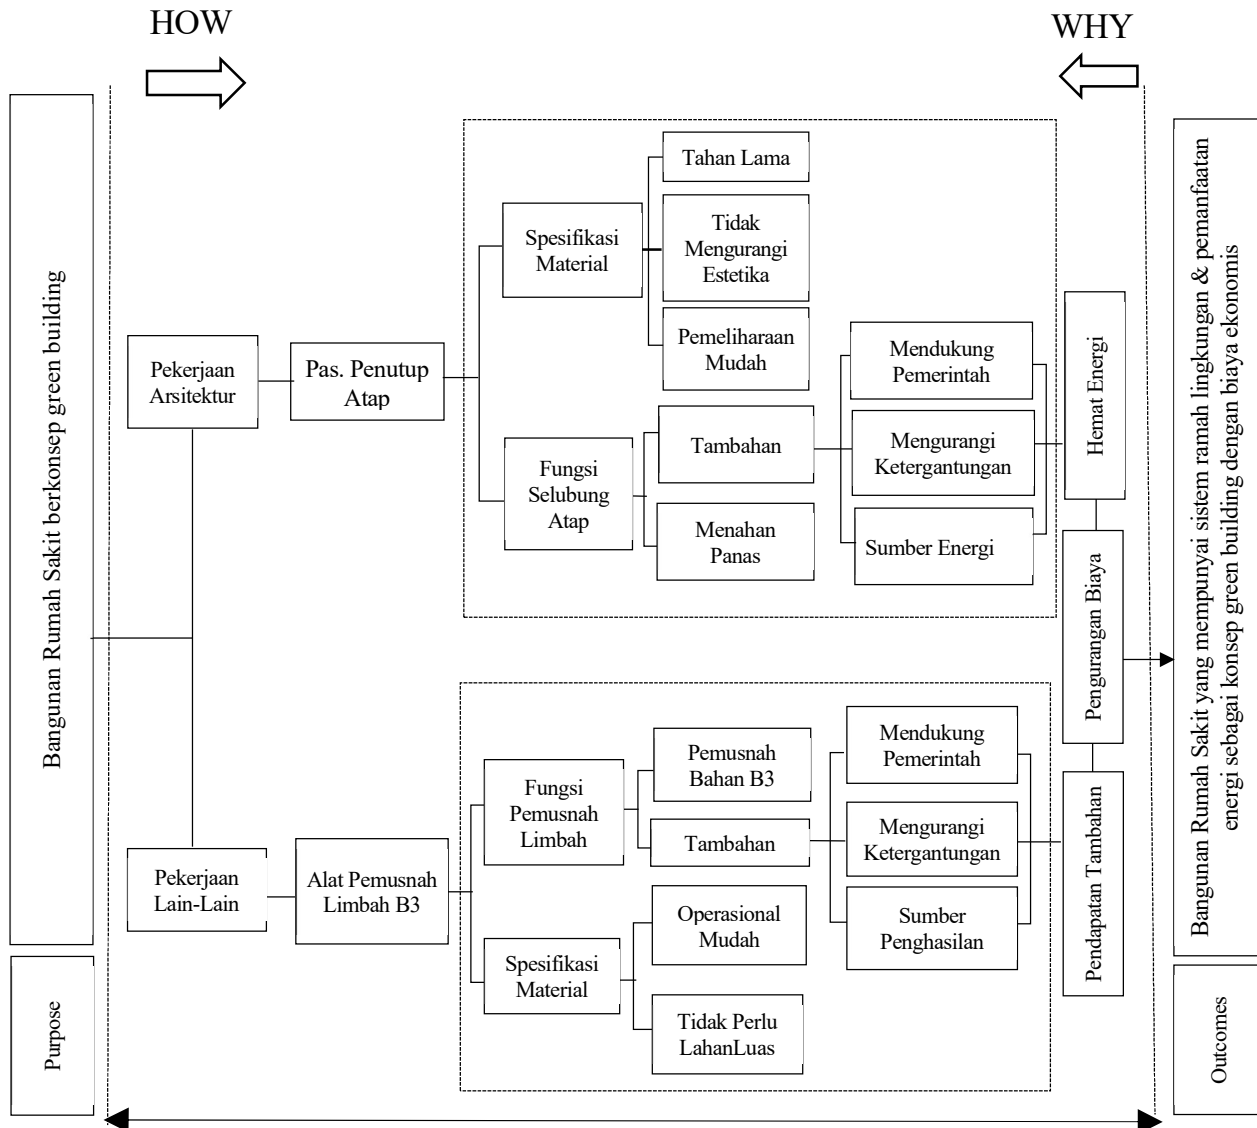 HOW
WHY
Bangunan Rumah Sakit berkonsep green building
Purpose
Pekerjaan
Arsitektur
Pas. Penutup
Atap
Spesifikasi
Material
Tahan Lama
Tidak
Mengurangi
Estetika
Pemeliharaan
Mudah
Fungsi
Selubung
Atap
Tambahan
Menahan
Panas
Mendukung
Pemerintah
Mengurangi
Ketergantungan
Sumber Energi
Pekerjaan
Lain-Lain
Alat Pemusnah
Limbah B3
Fungsi
Pemusnah
Limbah
Pemusnah
Bahan B3
Tambahan
Mendukung
Pemerintah
Mengurangi
Ketergantungan
Sumber
Penghasilan
Spesifikasi
Material
Operasional
Mudah
Tidak Perlu
LahanLuas
Hemat Energi
Pengurangan Biaya
Pendapatan Tambahan
Bangunan Rumah Sakit yang mempunyai sistem ramah lingkungan & pemanfaatan
energi sebagai konsep green building dengan biaya ekonomis
Outcomes